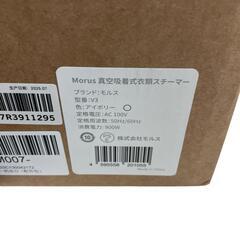 Morus 真空吸着式衣類スチーマー
ブランド：モルス
型番：V3
色：アイボリー
定格電圧：AC 100V
定格周波数：50Hz/60Hz
消費電力：900W
株式会社モルス
生产日期：2025.07
7R3911295
M007-